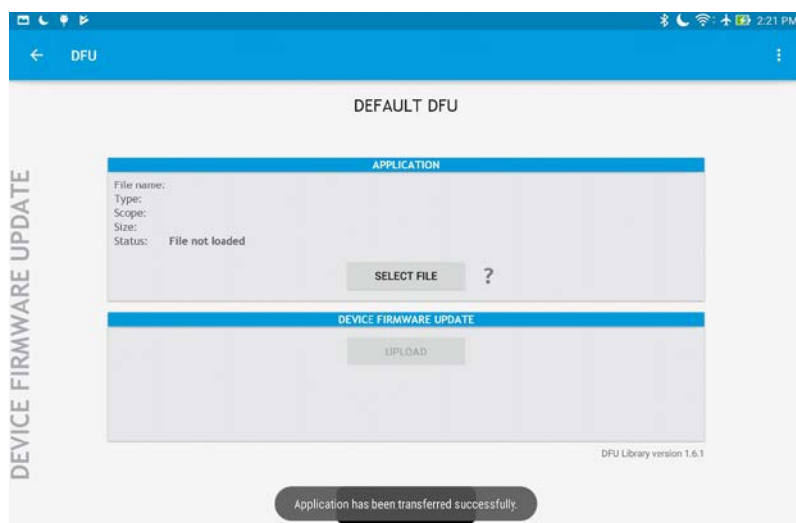 2:21 PM
DFU
DEFAULT DFU
DEVICE FIRMWARE UPDATE
APPLICATION
File name:
Type:
Scope:
Size:
Status: File not loaded
SELECT FILE ?
DEVICE FIRMWARE UPDATE
UPLOAD
DFU Library version 1.6.1
Application has been transferred successfully.